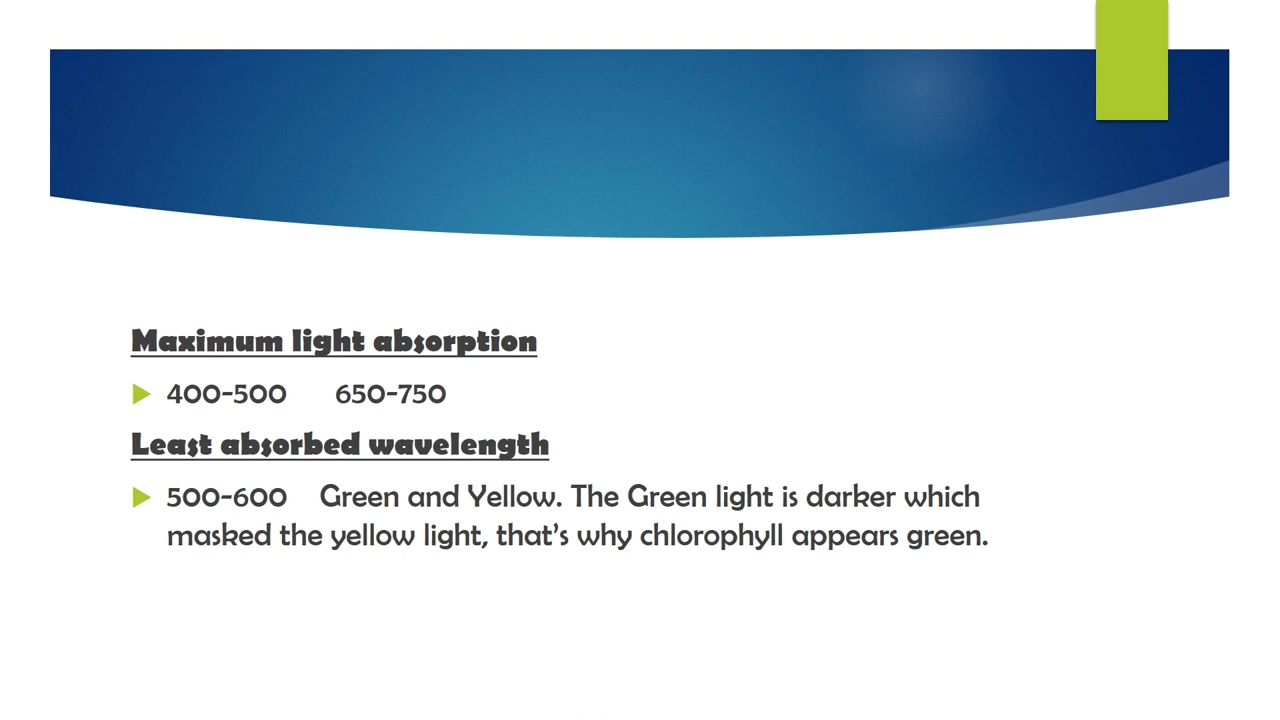 Maximum light absorption
400-500 650-750
Least absorbed wavelength
500-600 Green and Yellow. The Green light is darker which
masked the yellow light, that’s why chlorophyll appears green.